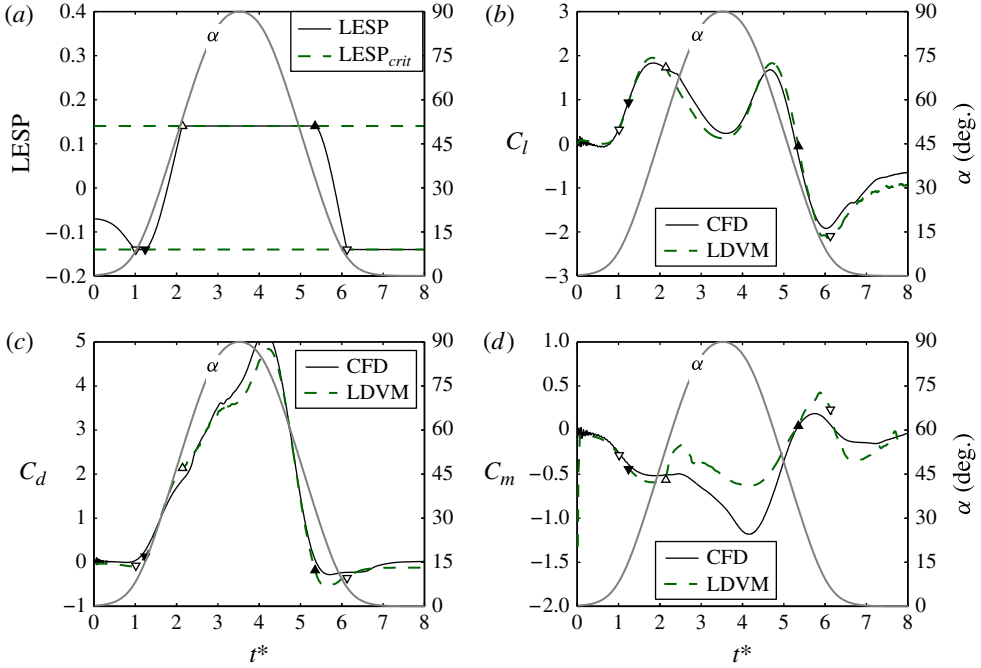 (a)
0.4
0.3
0.2
0.1
0
−0.1
−0.2
LESP
0 1 2 3 4 5 6 7 8
90
75
60
45
30
15
0
α
LESP
LESPcrit
(b)
3
2
1
0
−1
−2
−3
Cl
0 1 2 3 4 5 6 7 8
90
75
60
45
30
15
0
α (deg.)
α
CFD
LDVM
(c)
5
4
3
2
1
0
−1
Cd
0 1 2 3 4 5 6 7 8
t*
90
75
60
45
30
15
0
α
CFD
LDVM
(d)
1.0
0.5
0
−0.5
−1.0
−1.5
−2.0
Cm
0 1 2 3 4 5 6 7 8
t*
90
75
60
45
30
15
0
α (deg.)
α
CFD
LDVM